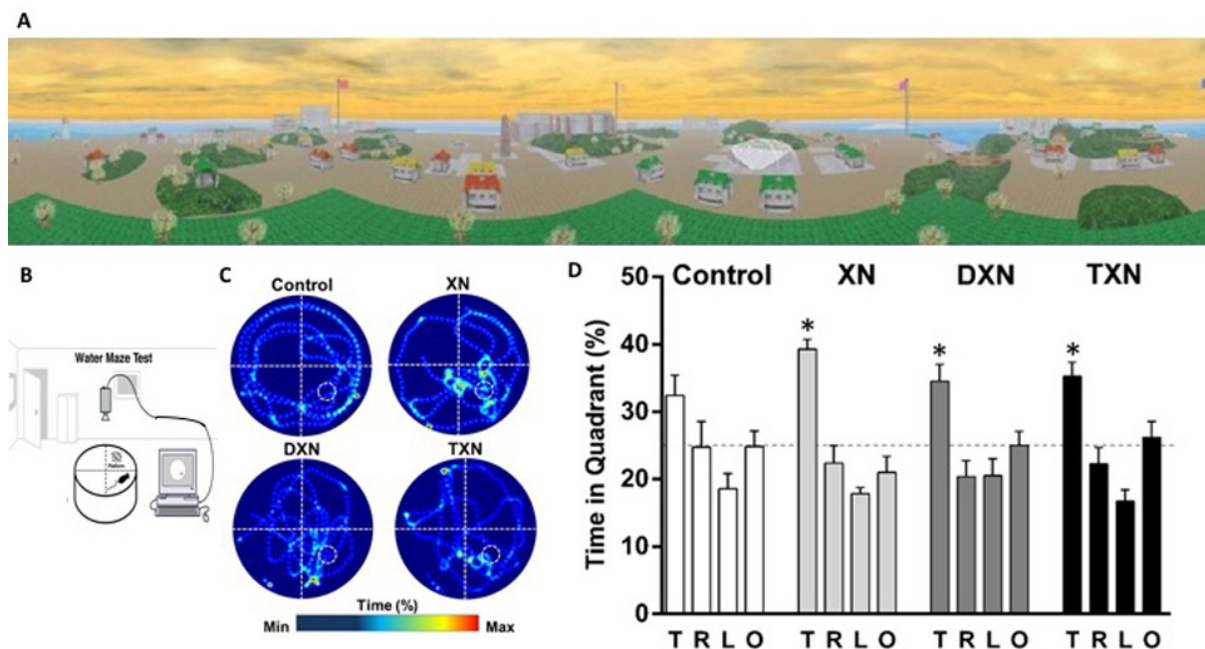 A
B
Water Maze Test
Platform
C
Control
XN
DXN
TXN
Time (%)
Min
Max
D
Control
XN
DXN
TXN
Time in Quadrant (%)
50
40
30
20
10
0
*
*
*
T R L O
T R L O
T R L O
T R L O